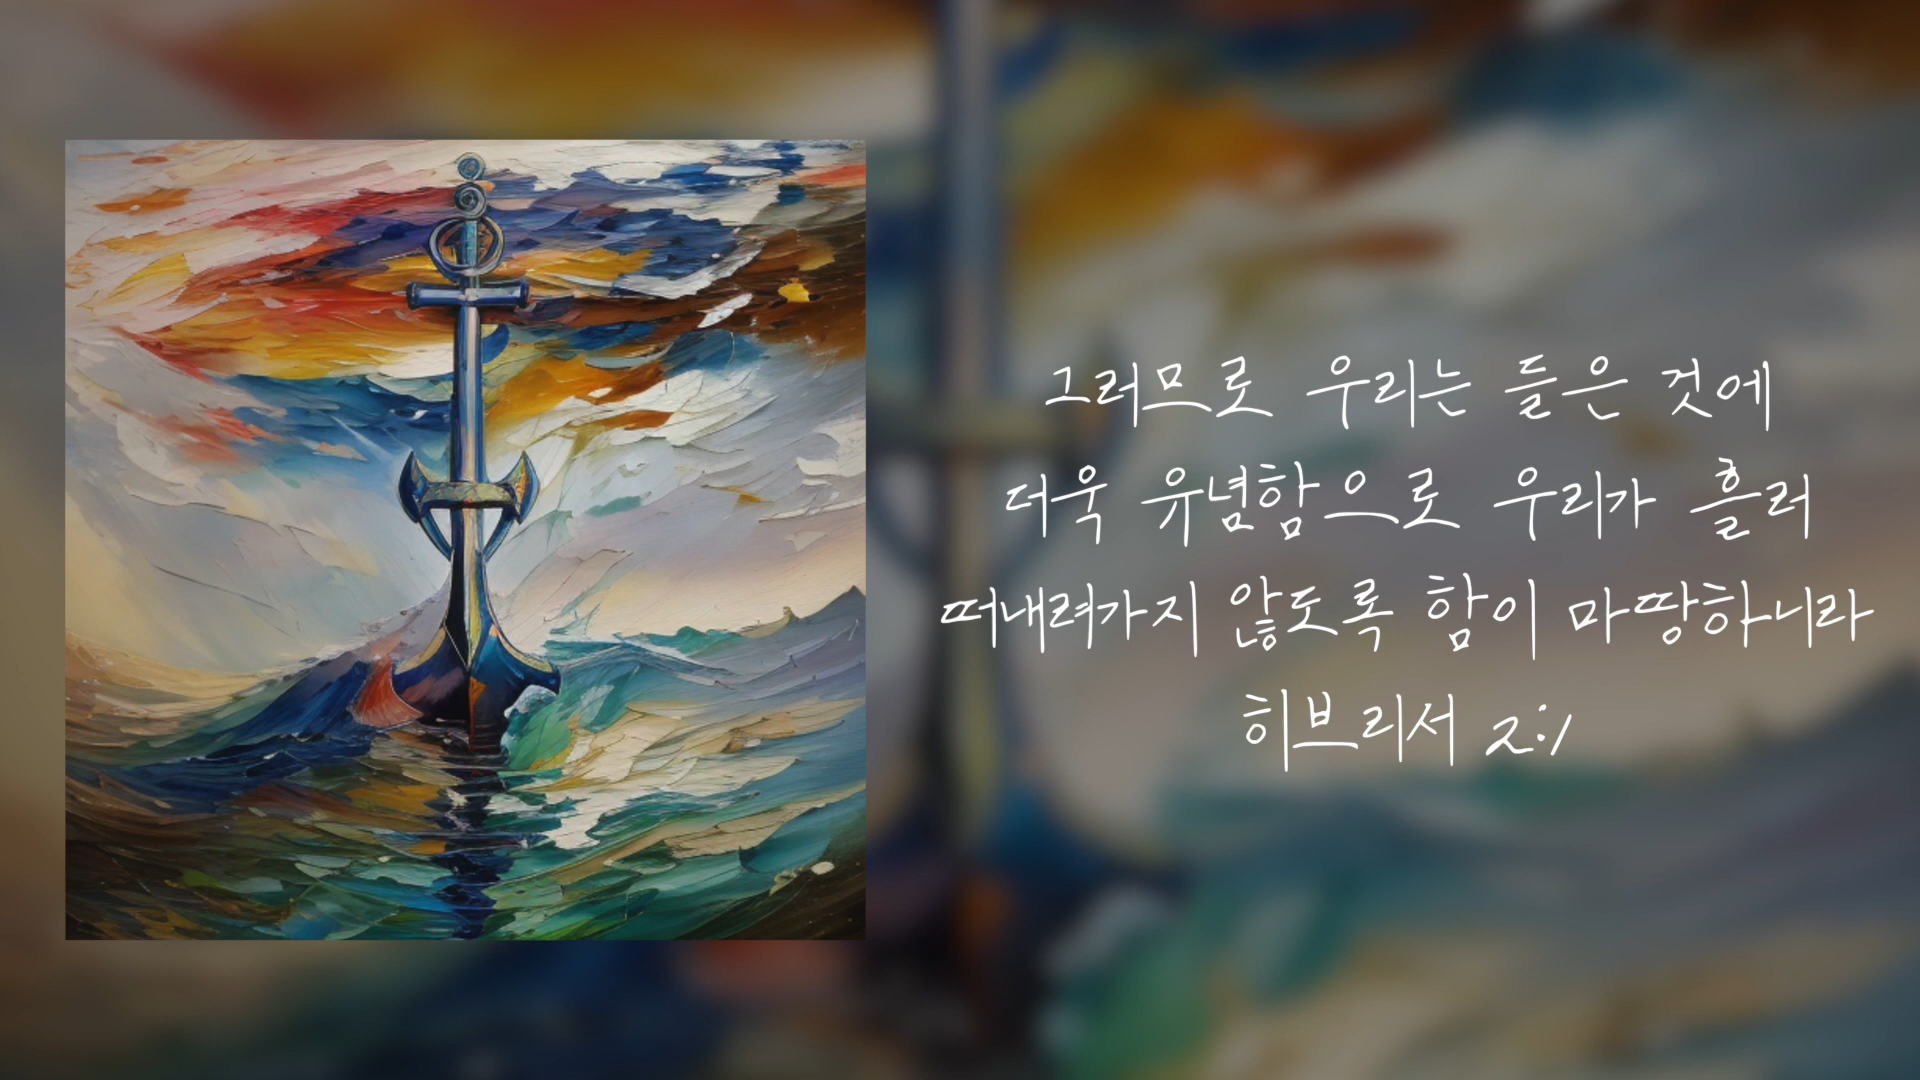 그러므로 우리는 들은 것에
더욱 유념함으로 우리가 흘러
떠내려가지 않도록 함이 마땅하니라
히브리서 2:1